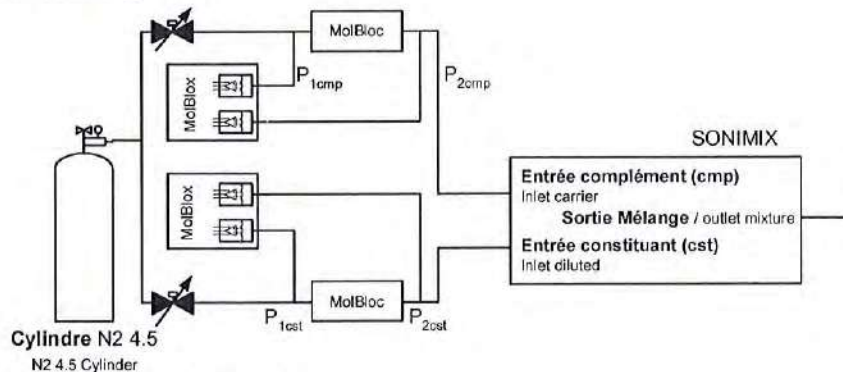 MolBloc
P1cmp
P2cmp
MolBlox
SONIMIX
Entrée complément (cmp)
Inlet carrier
Sortie Mélange / outlet mixture
Entrée constituant (cst)
Inlet diluted
MolBlox
MolBloc
P1cst
P2cst
Cylindre N2 4.5
N2 4.5 Cylinder